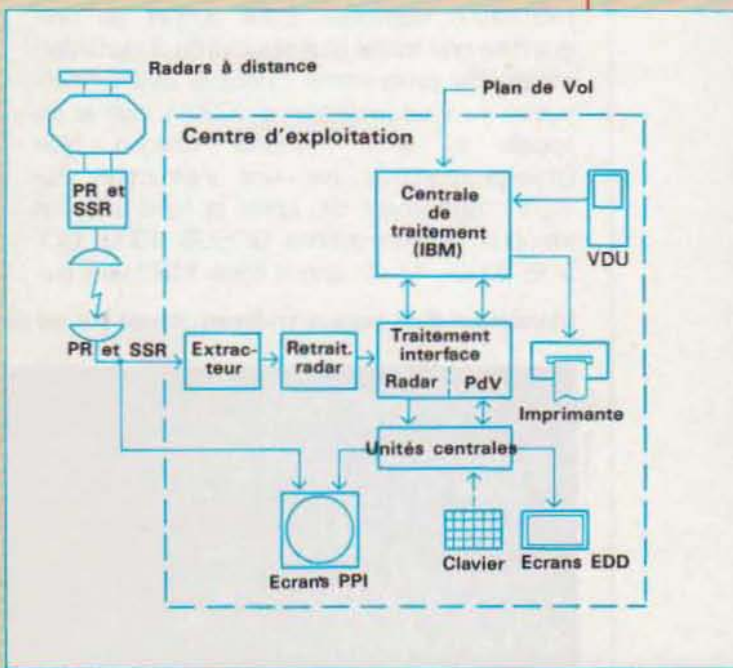 Radars à distance
Plan de Vol
Centre d'exploitation
PR et
SSR
Centrale
de
traitement
(IBM)
VDU
PR et SSR
Extrac-
teur
Retrait.
radar
Traitement
interface
Radar
PdV
Imprimante
Unités centrales
Ecrans PPI
Clavier
Ecrans EDD